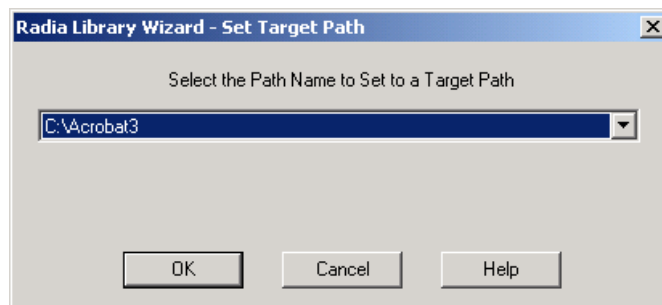 Radia Library Wizard - Set Target Path
Select the Path Name to Set to a Target Path
C:\Acrobat3
OK Cancel Help